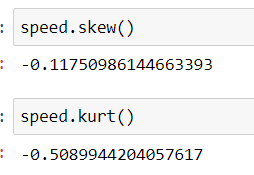 : speed.skew()
: -0.11750986144663393
: speed.kurt()
: -0.5089944204057617